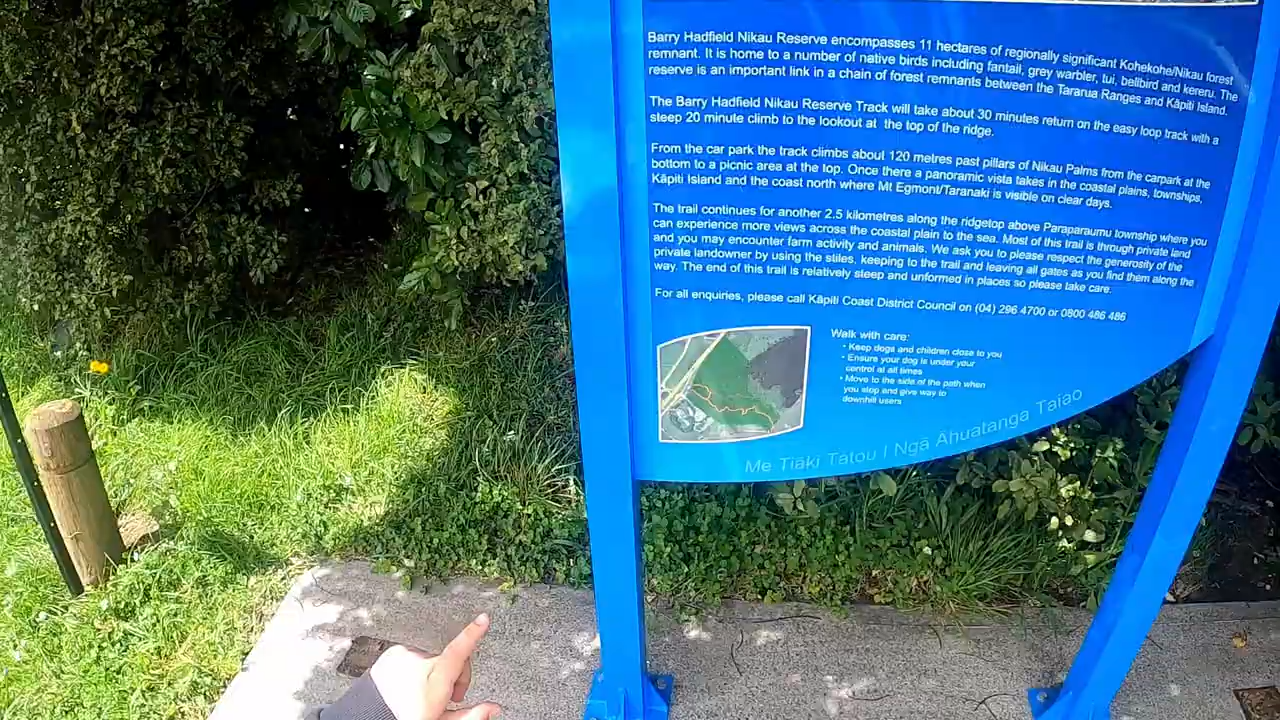 Barry Hadfield Nikau Reserve encompasses 11 hectares of regionally significant Kohekohe/Nikau forest
remnant. It is home to a number of native birds including fantail, grey warbler, tui, bellbird and kereru. The
reserve is an important link in a chain of forest remnants between the Tararua Ranges and Kāpiti Island.
The Barry Hadfield Nikau Reserve Track will take about 30 minutes return on the easy loop track with a
steep 20 minute climb to the lookout at the top of the ridge.
From the car park the track climbs about 120 metres past pillars of Nikau Palms from the carpark at the
bottom to a picnic area at the top. Once there a panoramic vista takes in the coastal plains, townships,
Kāpiti Island and the coast north where Mt Egmont/Taranaki is visible on clear days.
The trail continues for another 2.5 kilometres along the ridgetop above Paraparaumu township where you
can experience more views across the coastal plain to the sea. Most of this trail is through private land
and you may encounter farm activity and animals. We ask you to please respect the generosity of the
private landowner by using the stiles, keeping to the trail and leaving all gates as you find them along the
way. The end of this trail is relatively steep and unformed in places so please take care.
For all enquiries, please call Kāpiti Coast District Council on (04) 296 4700 or 0800 486 486
Walk with care:
• Keep dogs and children close to you
• Ensure your dog is under your
control at all times
• Move to the side of the path when
you stop and give way to
downhill users
Me Tiaki Tātou I Ngā Āhuatanga Taiao